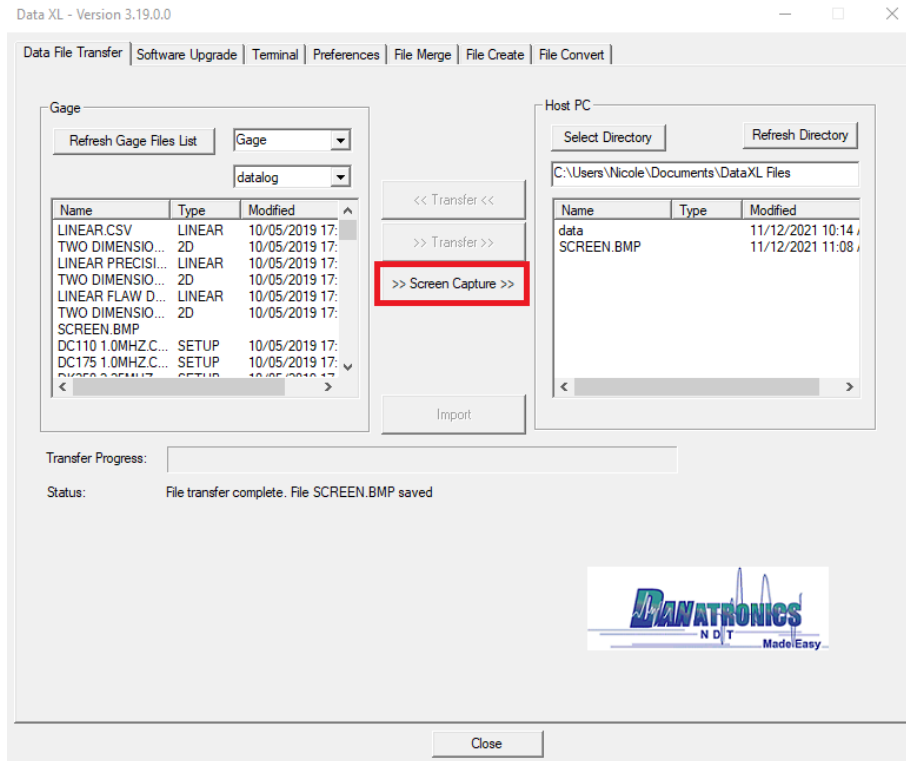 Data XL - Version 3.19.0.0
Data File Transfer Software Upgrade Terminal Preferences File Merge File Create File Convert
Gage
Refresh Gage Files List Gage
datalog
Name Type Modified
LINEAR.CSV LINEAR 10/05/2019 17:
TWO DIMENSIO... 2D 10/05/2019 17:
LINEAR PRECISI... LINEAR 10/05/2019 17:
TWO DIMENSIO... 2D 10/05/2019 17:
LINEAR FLAW D... LINEAR 10/05/2019 17:
TWO DIMENSIO... 2D 10/05/2019 17:
SCREEN.BMP
DC110 1.0MHZ.C... SETUP 10/05/2019 17:
DC175 1.0MHZ.C... SETUP 10/05/2019 17:
<< Transfer <<
>> Transfer >>
>> Screen Capture >>
Import
Host PC
Select Directory Refresh Directory
C:\Users\Nicole\Documents\DataXL Files
Name Type Modified
data 11/12/2021 10:14
SCREEN.BMP 11/12/2021 11:08
Transfer Progress:
Status: File transfer complete. File SCREEN.BMP saved
DANATRONICS
NDT
Made Easy
Close